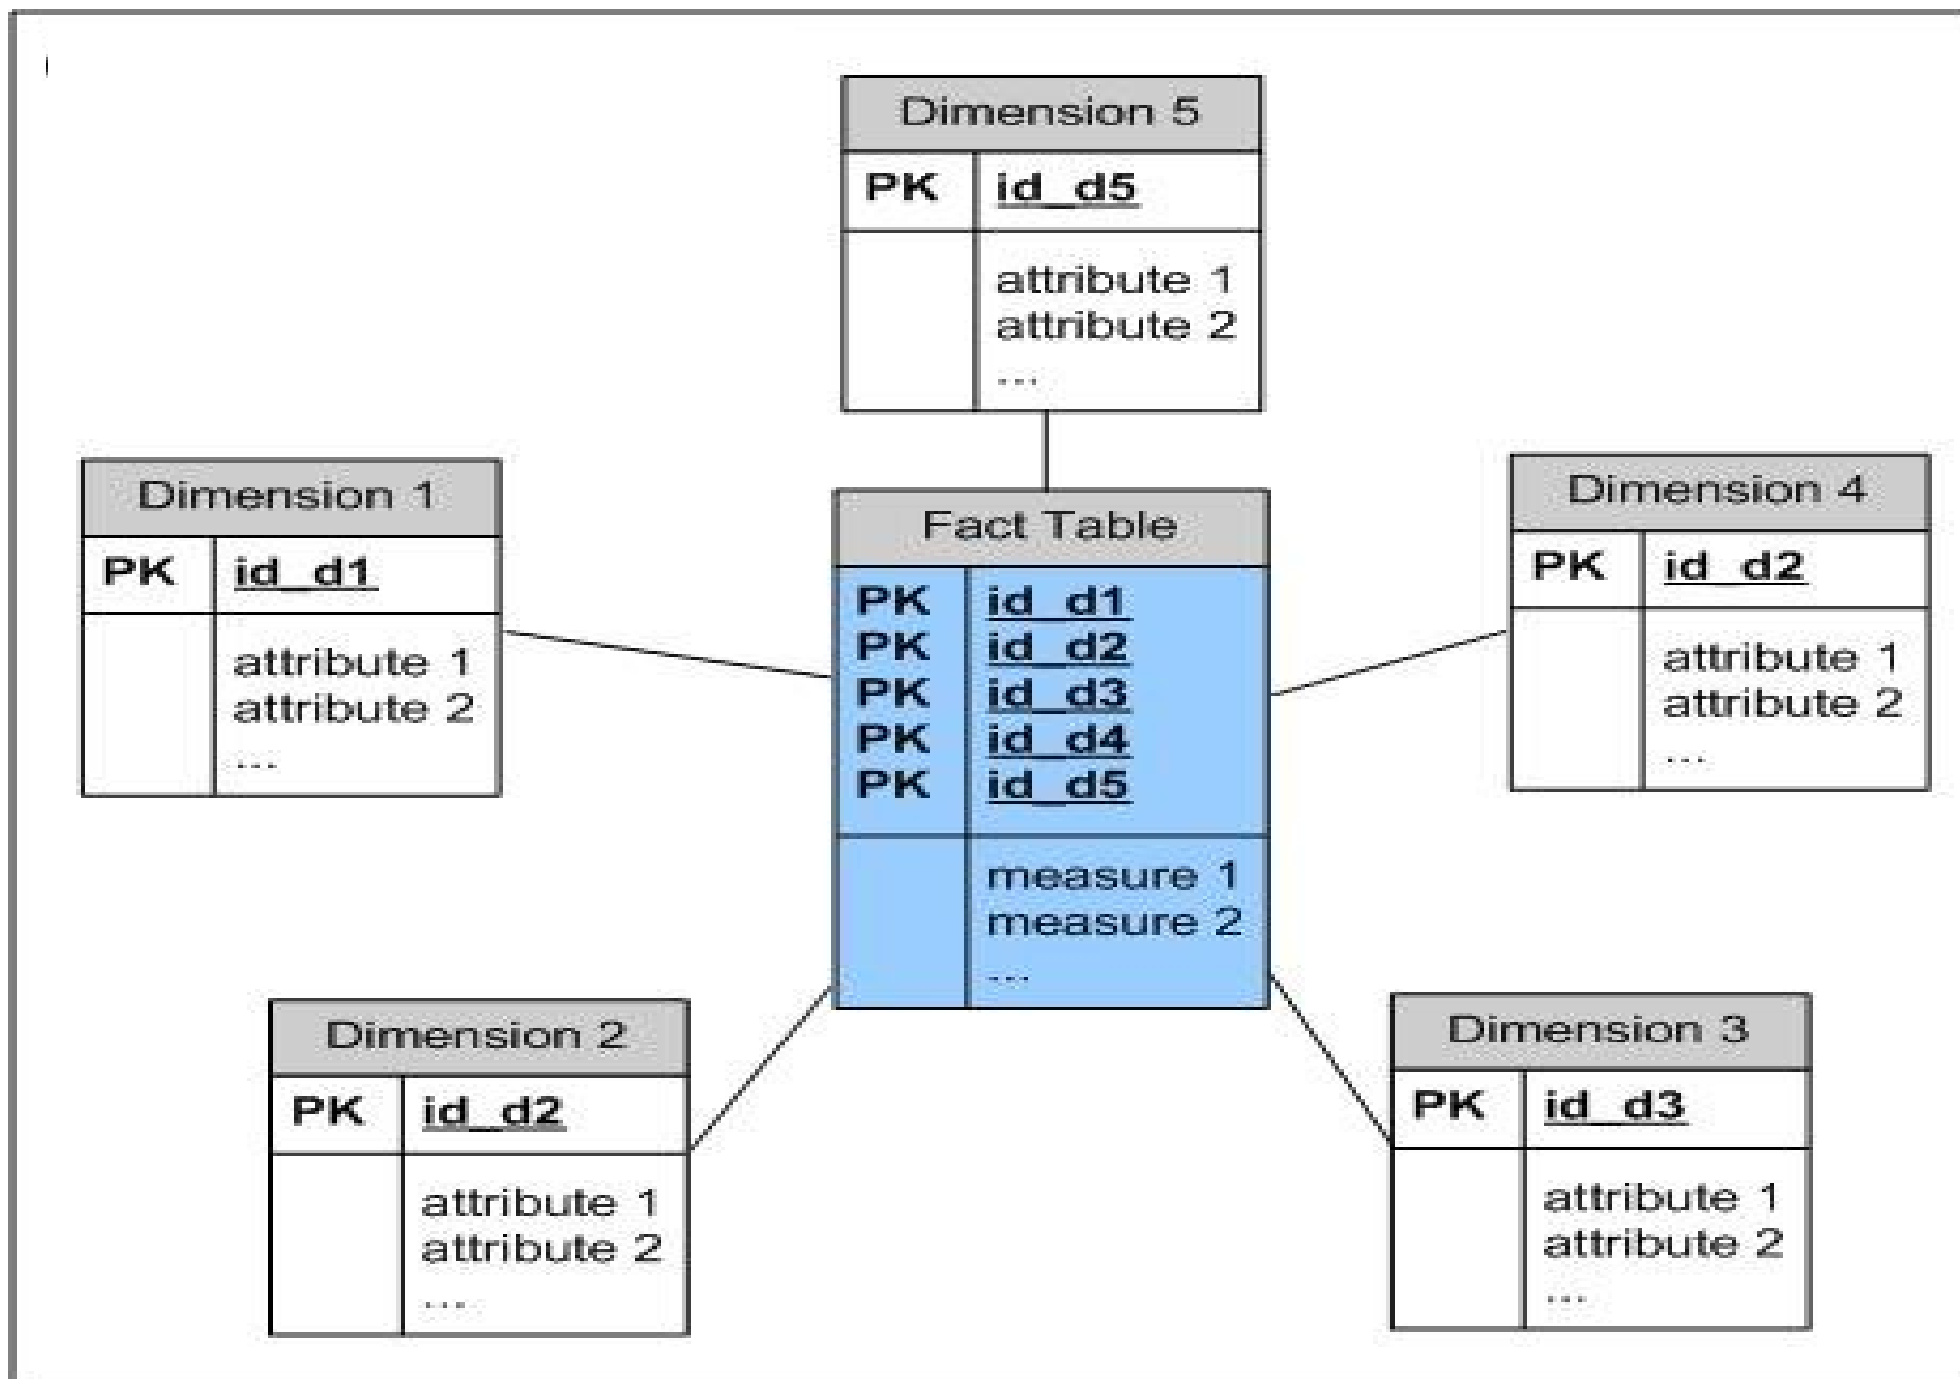 Dimension 5
PK id_d5
attribute 1
attribute 2
...
Dimension 1
PK id_d1
attribute 1
attribute 2
...
Fact Table
PK id_d1
PK id_d2
PK id_d3
PK id_d4
PK id_d5
measure 1
measure 2
...
Dimension 4
PK id_d2
attribute 1
attribute 2
...
Dimension 2
PK id_d2
attribute 1
attribute 2
...
Dimension 3
PK id_d3
attribute 1
attribute 2
...